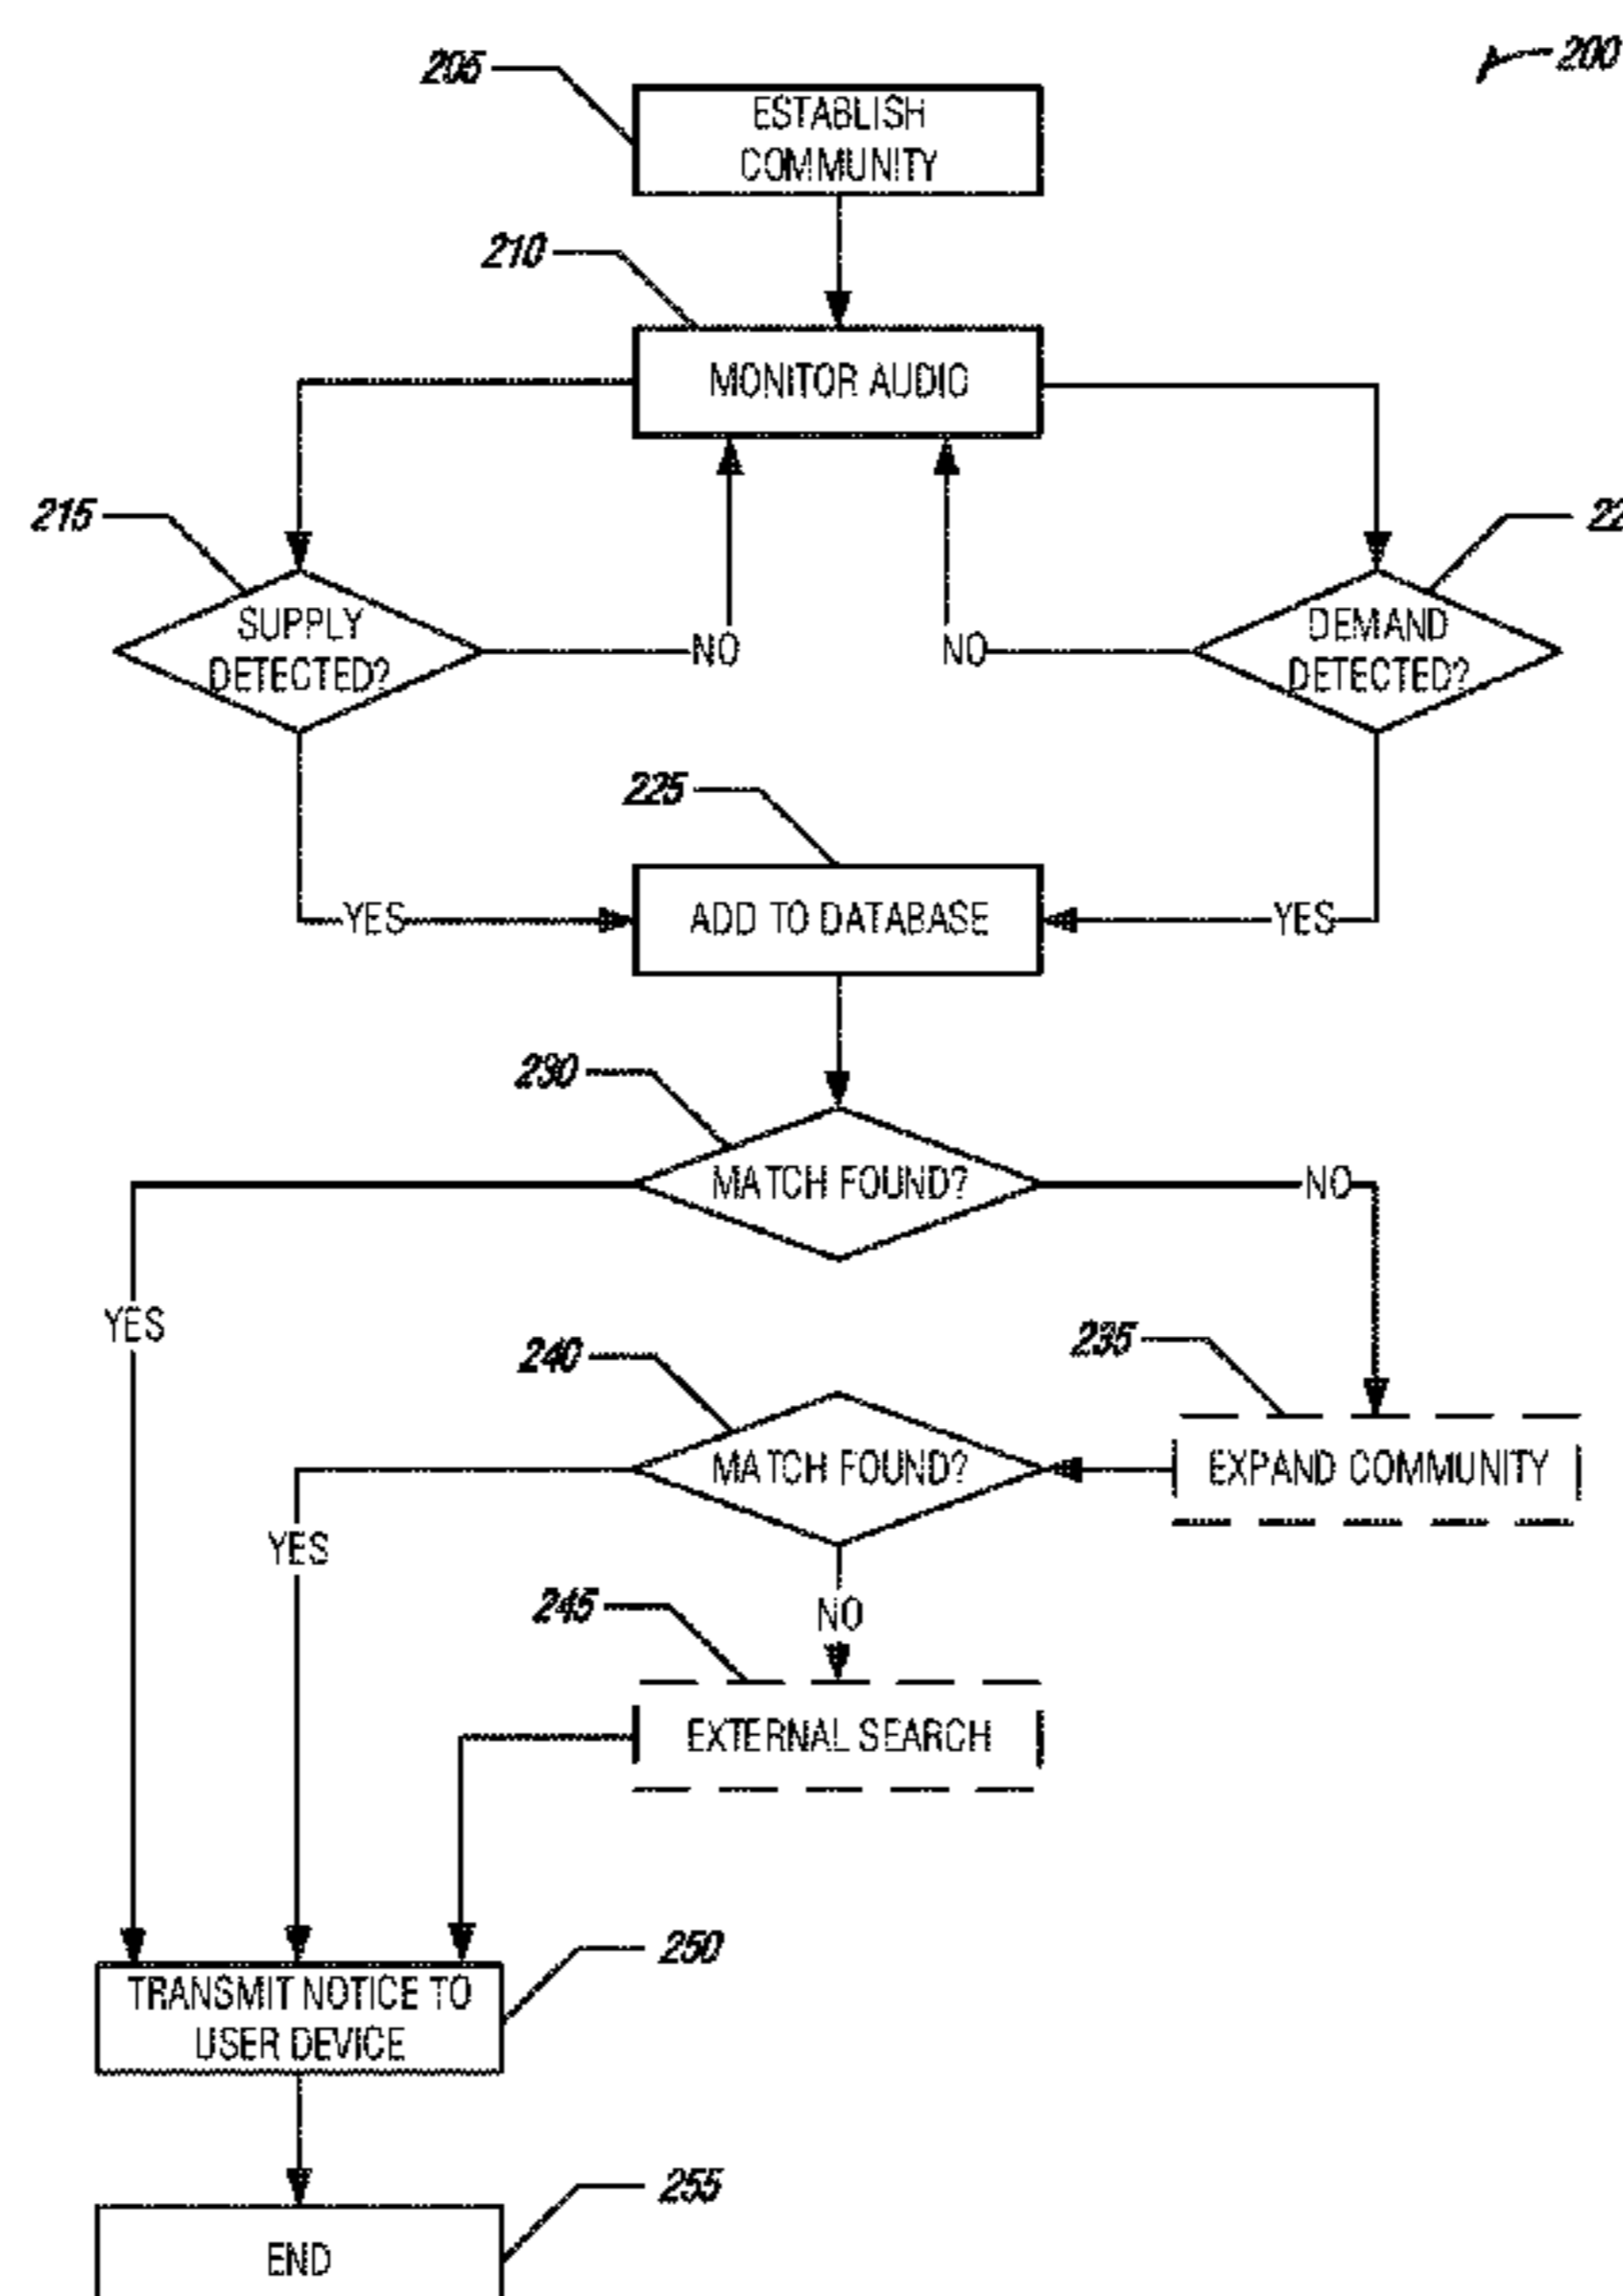 200
205
ESTABLISH
COMMUNITY
210
MONITOR AUDIO
215
SUPPLY
DETECTED?
NO
NO
DEMAND
DETECTED?
225
YES
ADD TO DATABASE
YES
230
MATCH FOUND?
NO
YES
240
MATCH FOUND?
235
EXPAND COMMUNITY
YES
NO
245
EXTERNAL SEARCH
250
TRANSMIT NOTICE TO
USER DEVICE
255
END